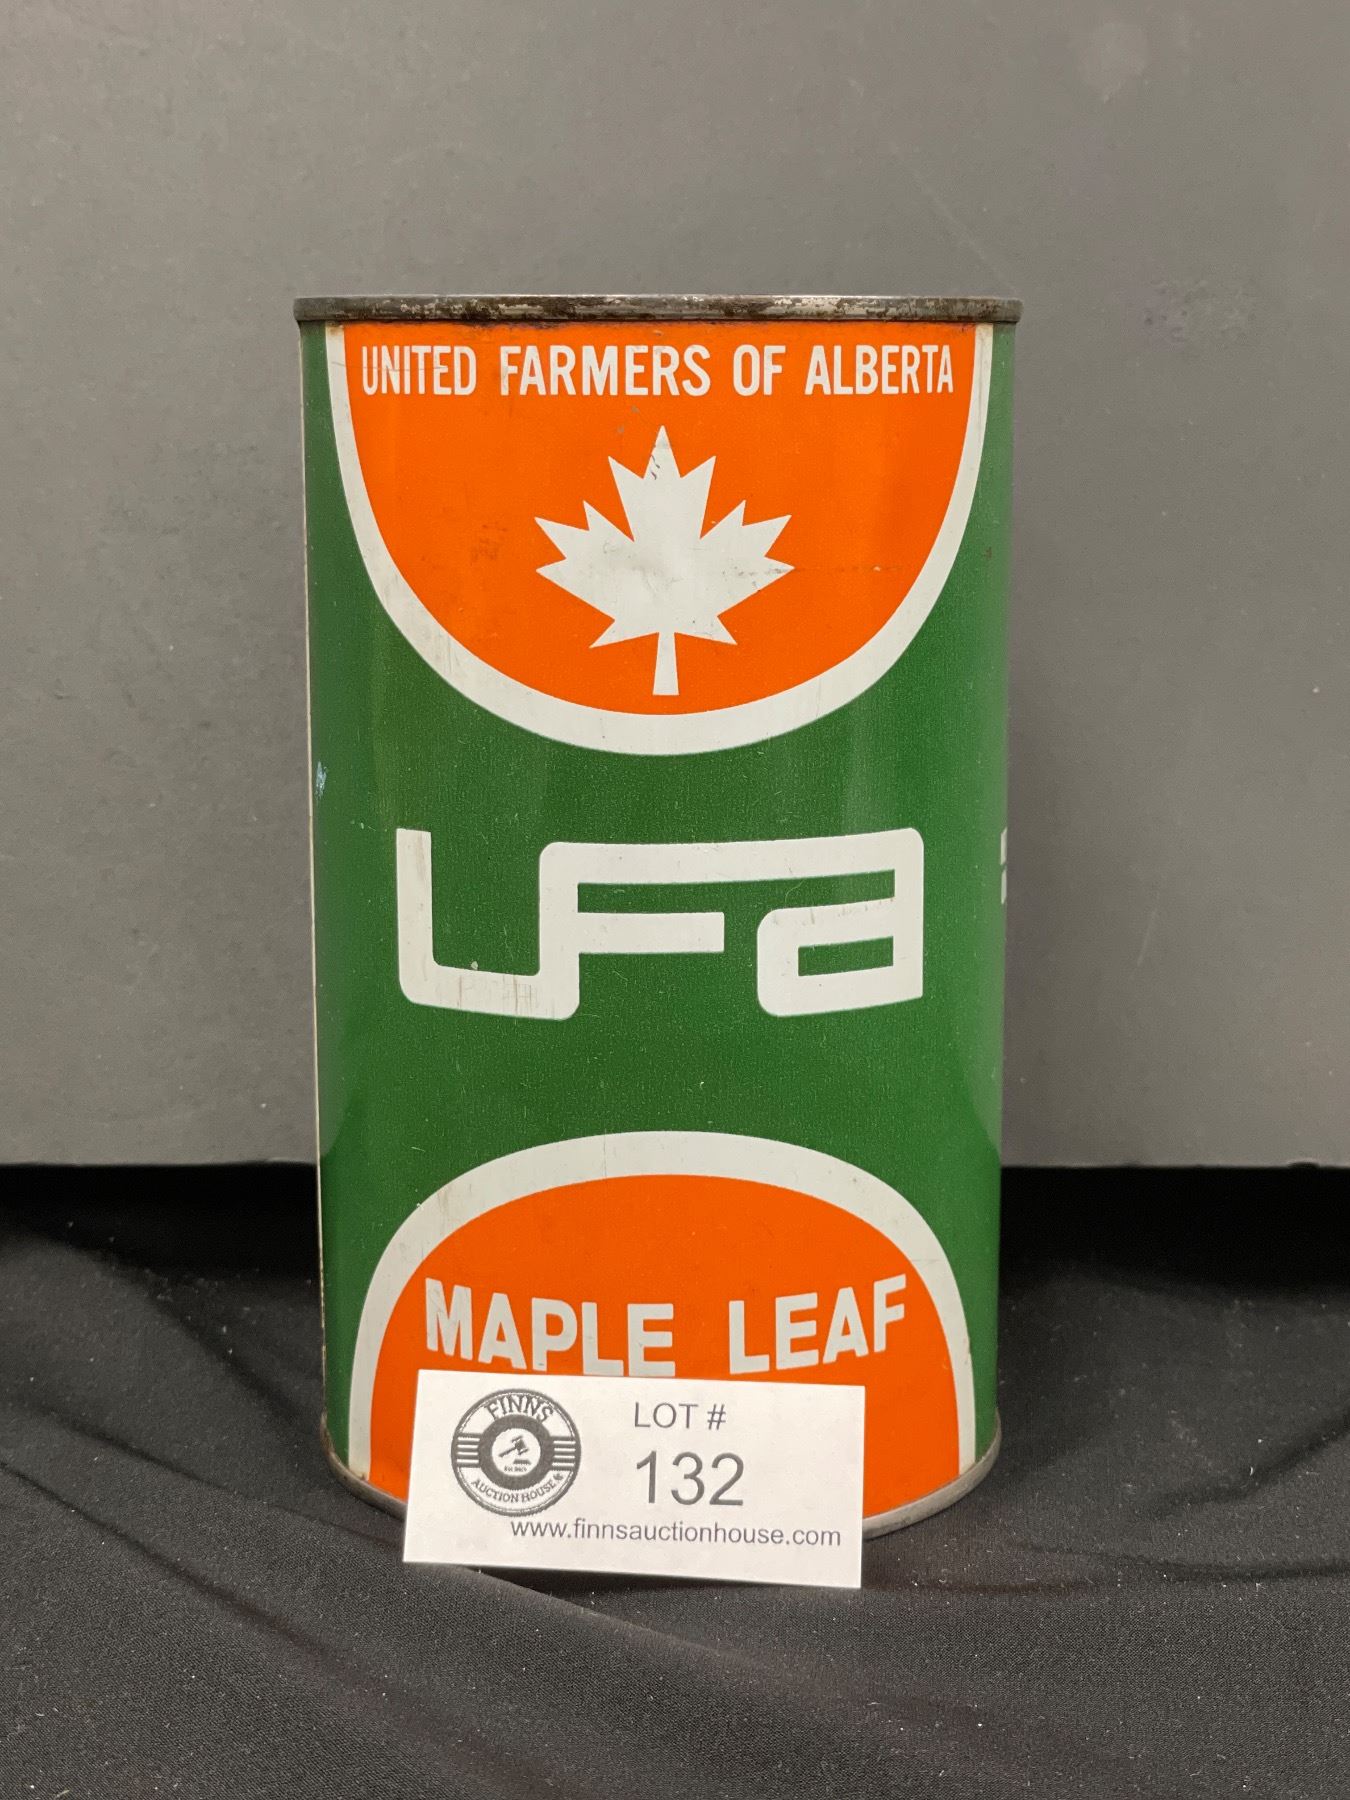 UNITED FARMERS OF ALBERTA
UFA
MAPLE LEAF
FINNS
AUCTION HOUSE
LOT #
132
www.finnsauctionhouse.com